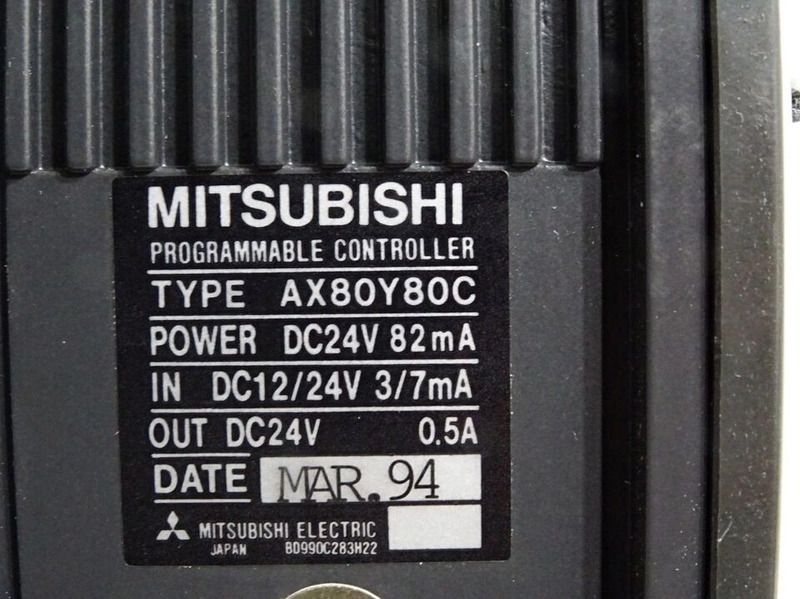 MITSUBISHI
PROGRAMMABLE CONTROLLER
TYPE AX80Y80C
POWER DC24V 82mA
IN DC12/24V 3/7mA
OUT DC24V 0.5A
DATE MAR.94
MITSUBISHI ELECTRIC
JAPAN BD990C283H22